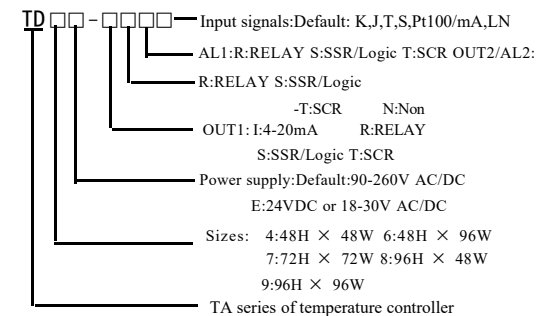 TD□□-□□□□ Input signals:Default: K,J,T,S,Pt100/mA,LN
AL1:R:RELAY S:SSR/Logic T:SCR OUT2/AL2:
R:RELAY S:SSR/Logic
-T:SCR N:Non
OUT1: I:4-20mA R:RELAY
S:SSR/Logic T:SCR
Power supply:Default:90-260V AC/DC
E:24VDC or 18-30V AC/DC
Sizes: 4:48H × 48W 6:48H × 96W
7:72H × 72W 8:96H × 48W
9:96H × 96W
TA series of temperature controller